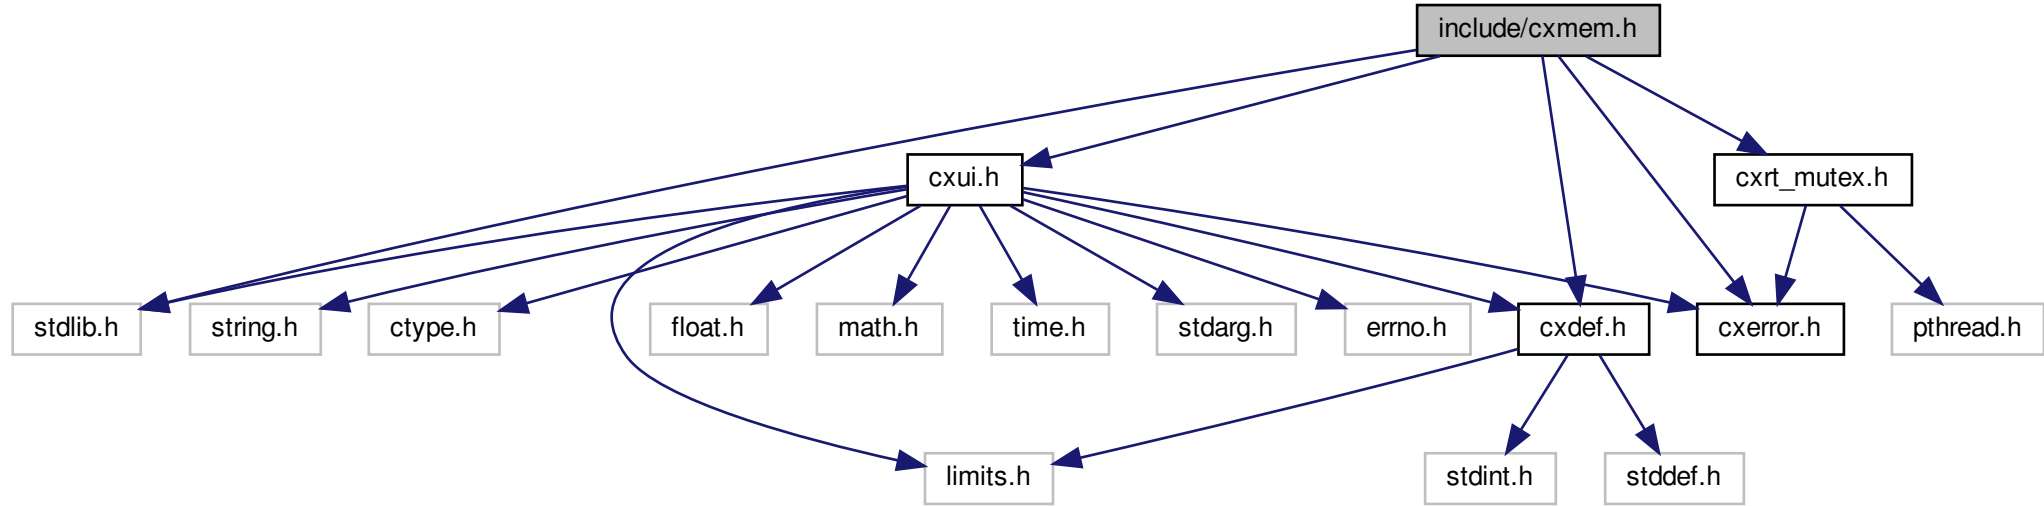 include/cxmem.h
cxui.h
cxrt_mutex.h
stdlib.h
string.h
ctype.h
float.h
math.h
time.h
stdarg.h
errno.h
cxdef.h
cxerror.h
pthread.h
limits.h
stdint.h
stddef.h